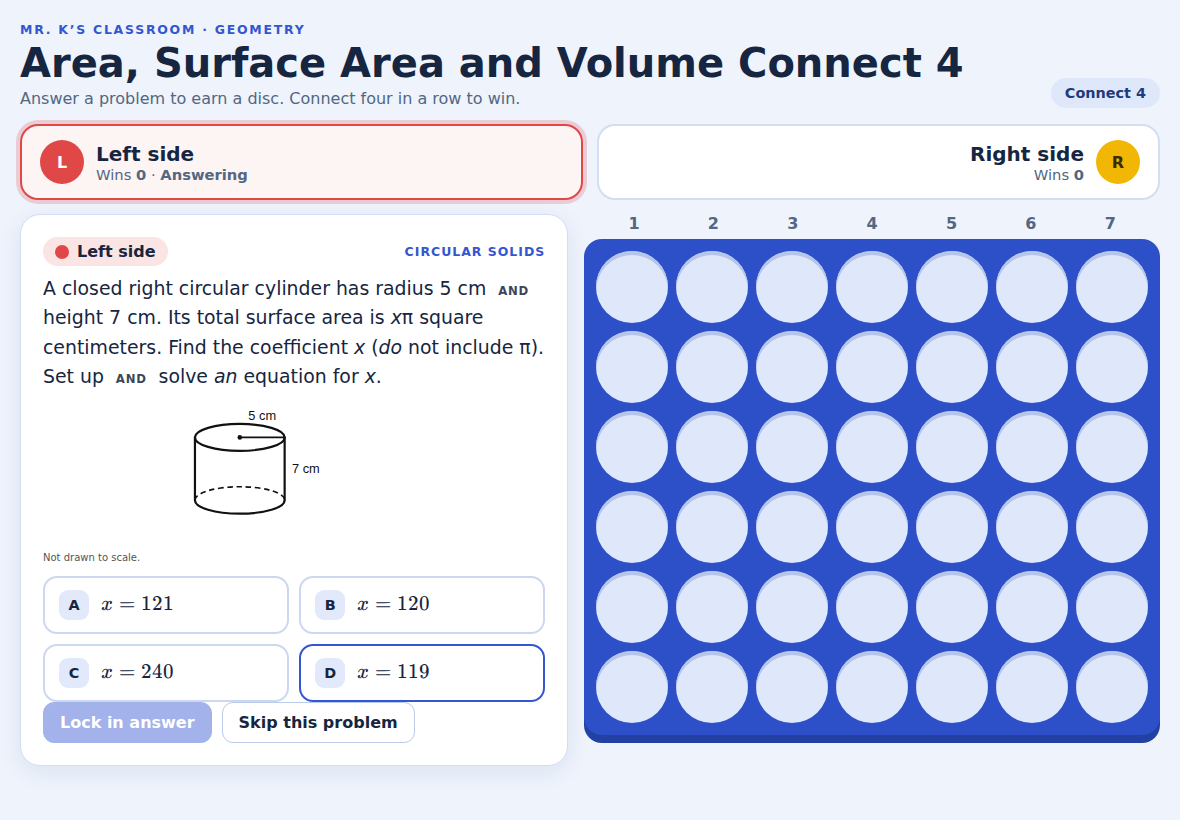 MR. K'S CLASSROOM · GEOMETRY
Area, Surface Area and Volume Connect 4
Answer a problem to earn a disc. Connect four in a row to win.
Connect 4
L
Left side
Wins 0 · Answering
Right side
Wins 0
R
Left side
CIRCULAR SOLIDS
A closed right circular cylinder has radius 5 cm AND
height 7 cm. Its total surface area is xπ square
centimeters. Find the coefficient x (do not include π).
Set up AND solve an equation for x.
5 cm
7 cm
Not drawn to scale.
A x = 121
B x = 120
C x = 240
D x = 119
Lock in answer
Skip this problem
1 2 3 4 5 6 7